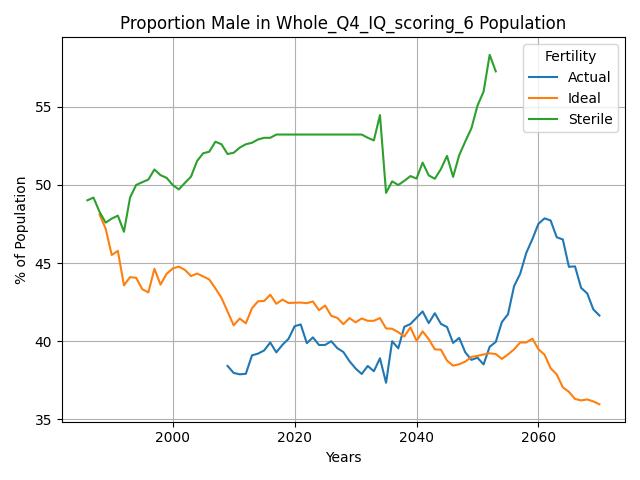 Proportion Male in Whole_Q4_IQ_scoring_6 Population
Fertility
Actual
Ideal
Sterile
% of Population
55
50
45
40
35
2000
2020
2040
2060
Years